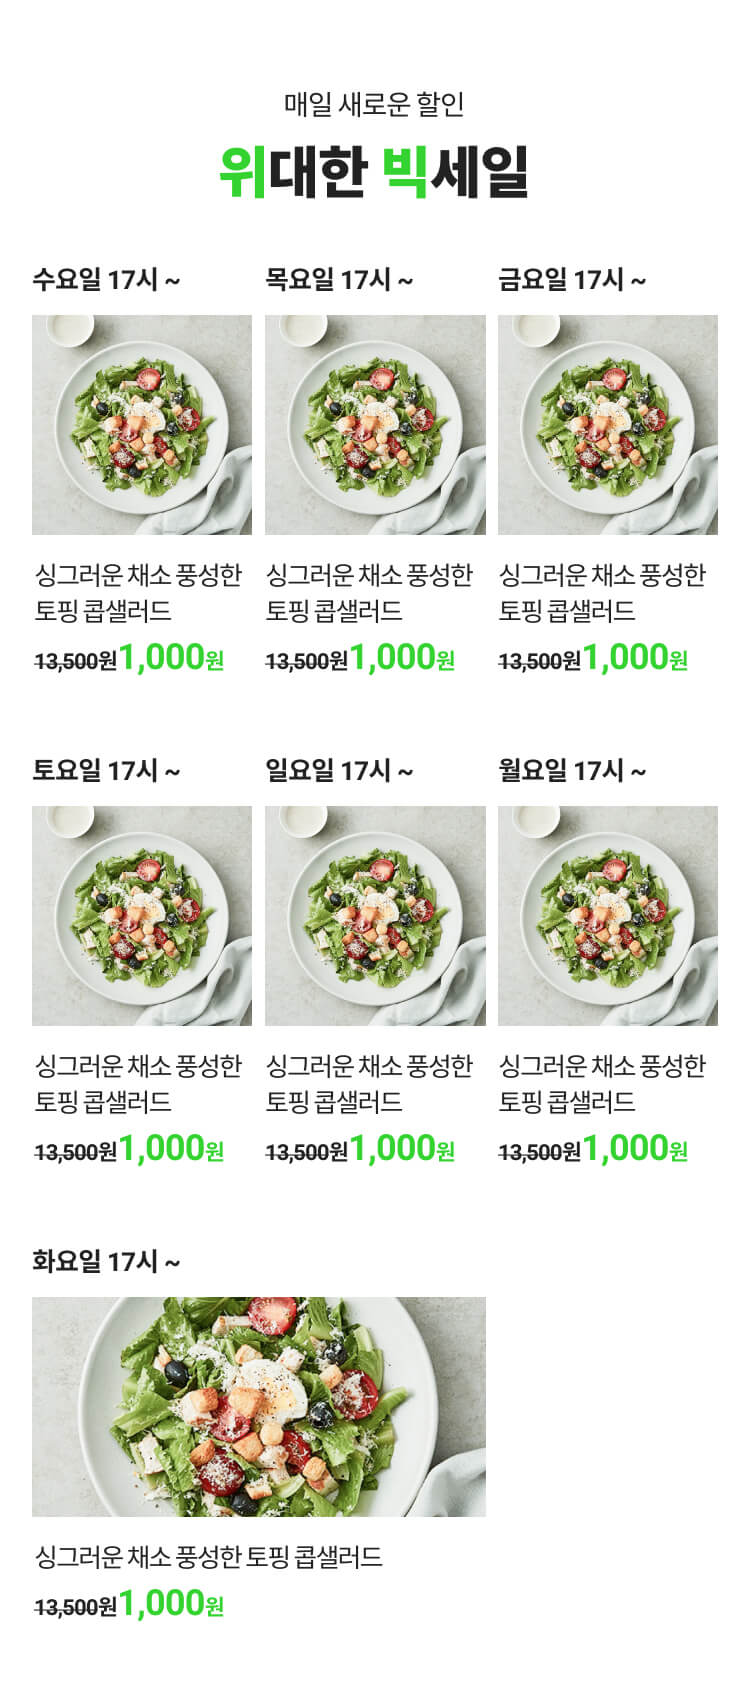 매일 새로운 할인
위대한 빅세일
수요일 17시 ~
싱그러운 채소 풍성한
토핑 콥샐러드
13,500원1,000원
목요일 17시 ~
싱그러운 채소 풍성한
토핑 콥샐러드
13,500원1,000원
금요일 17시 ~
싱그러운 채소 풍성한
토핑 콥샐러드
13,500원1,000원
토요일 17시 ~
싱그러운 채소 풍성한
토핑 콥샐러드
13,500원1,000원
일요일 17시 ~
싱그러운 채소 풍성한
토핑 콥샐러드
13,500원1,000원
월요일 17시 ~
싱그러운 채소 풍성한
토핑 콥샐러드
13,500원1,000원
화요일 17시 ~
싱그러운 채소 풍성한 토핑 콥샐러드
13,500원1,000원